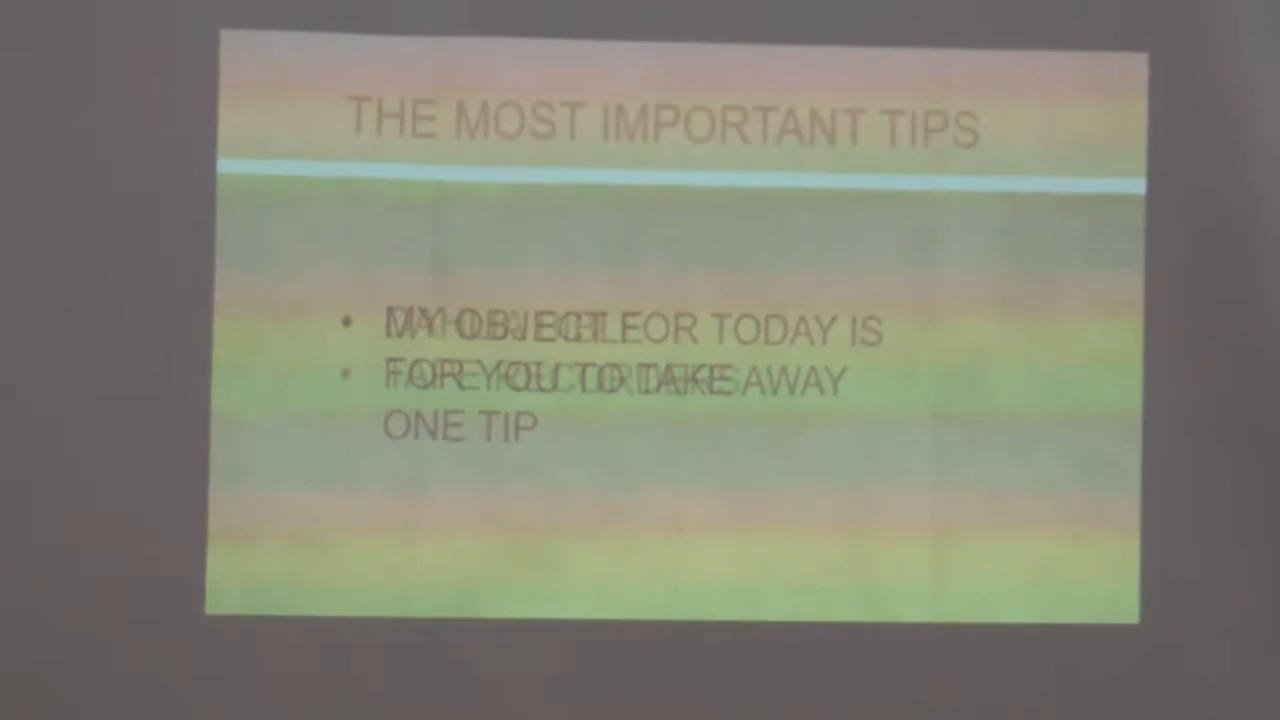 THE MOST IMPORTANT TIPS
• MY OBJECT FOR TODAY IS
• FOR YOU TO TAKE AWAY
ONE TIP